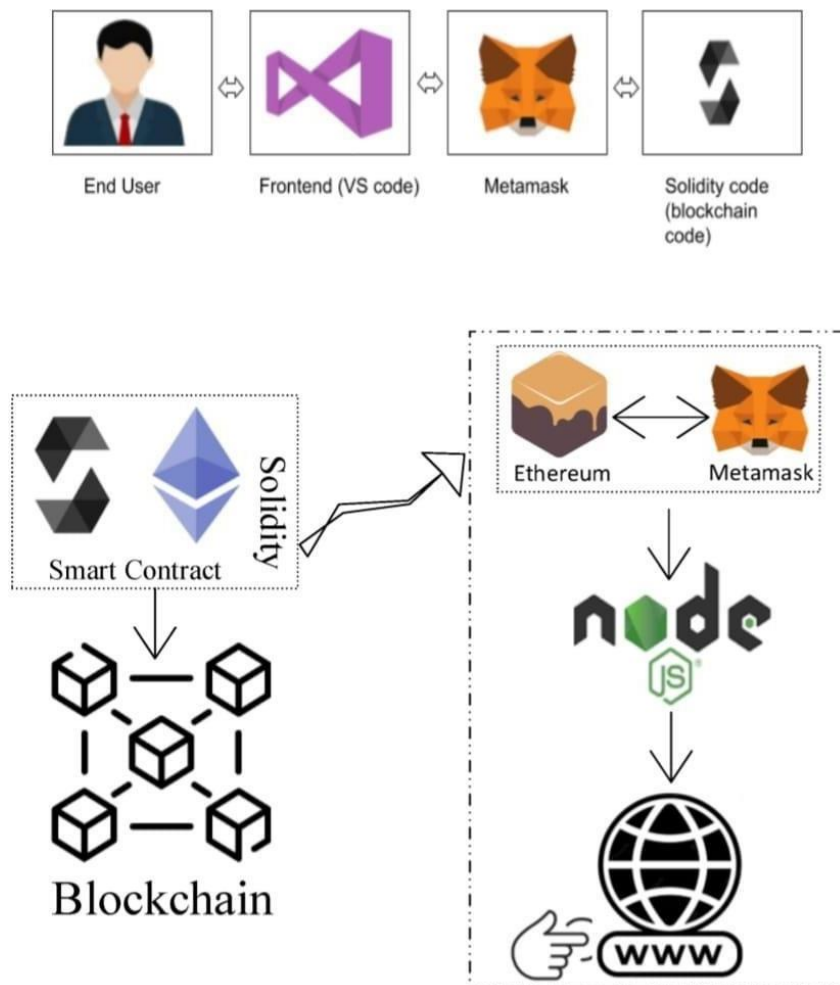 End User
Frontend (VS code)
Metamask
Solidity code
(blockchain
code)
Ethereum
Metamask
Solidity
Smart Contract
node
JS
Blockchain
www